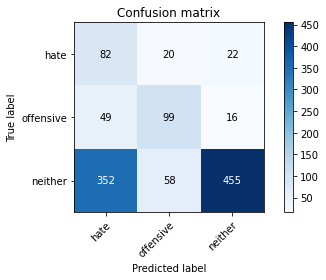 Confusion matrix
hate 82 20 22
offensive 49 99 16
neither 352 58 455
hate offensive neither
True label
Predicted label
450
400
350
300
250
200
150
100
50